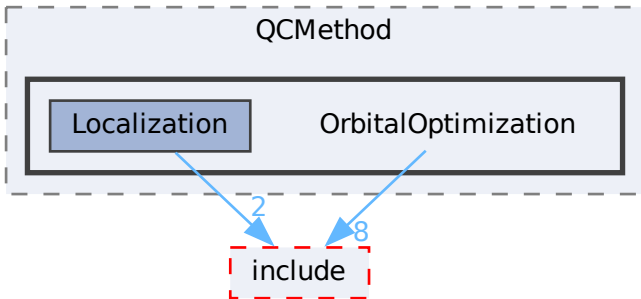 QCMethod
Localization
OrbitalOptimization
2
8
include